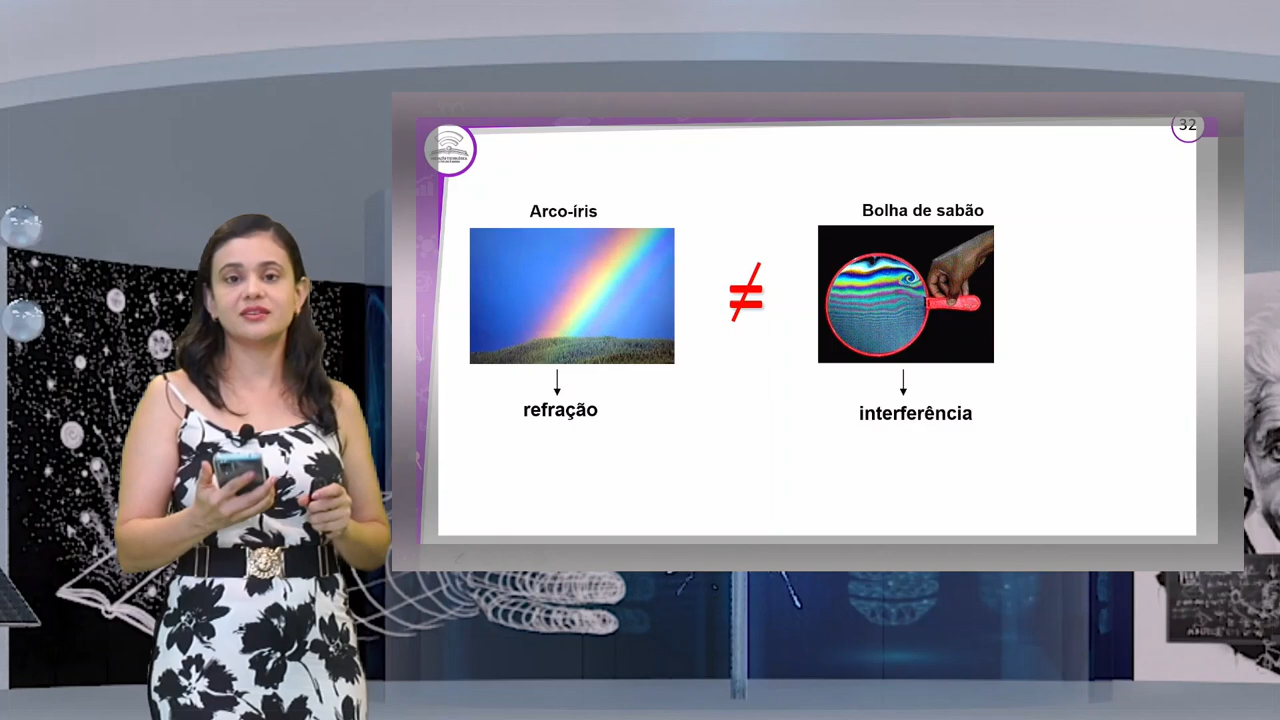 32
Arco-íris
Bolha de sabão
≠
refração
interferência